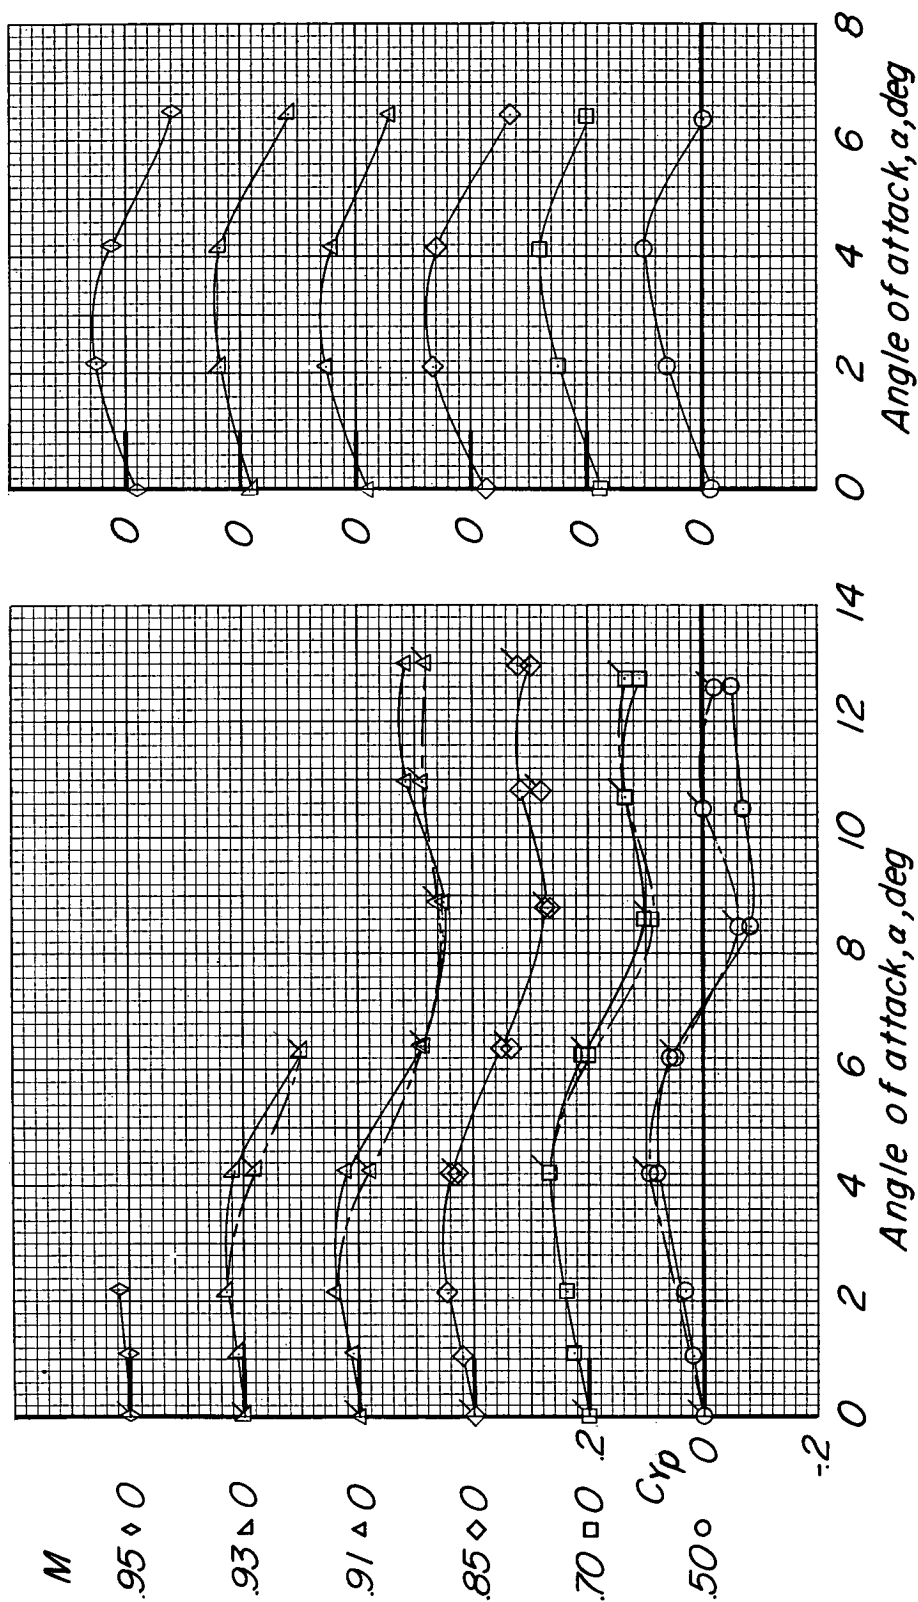 M
.95 ◇ 0
.93 ⊿ 0
.91 △ 0
.85 ◇ 0
.70 □ 0
.50 ○
.2
CYp
0
-.2
0 2 4 6 8 10 12 14
Angle of attack, α, deg
0
0
0
0
0
0
0 2 4 6 8
Angle of attack, α, deg